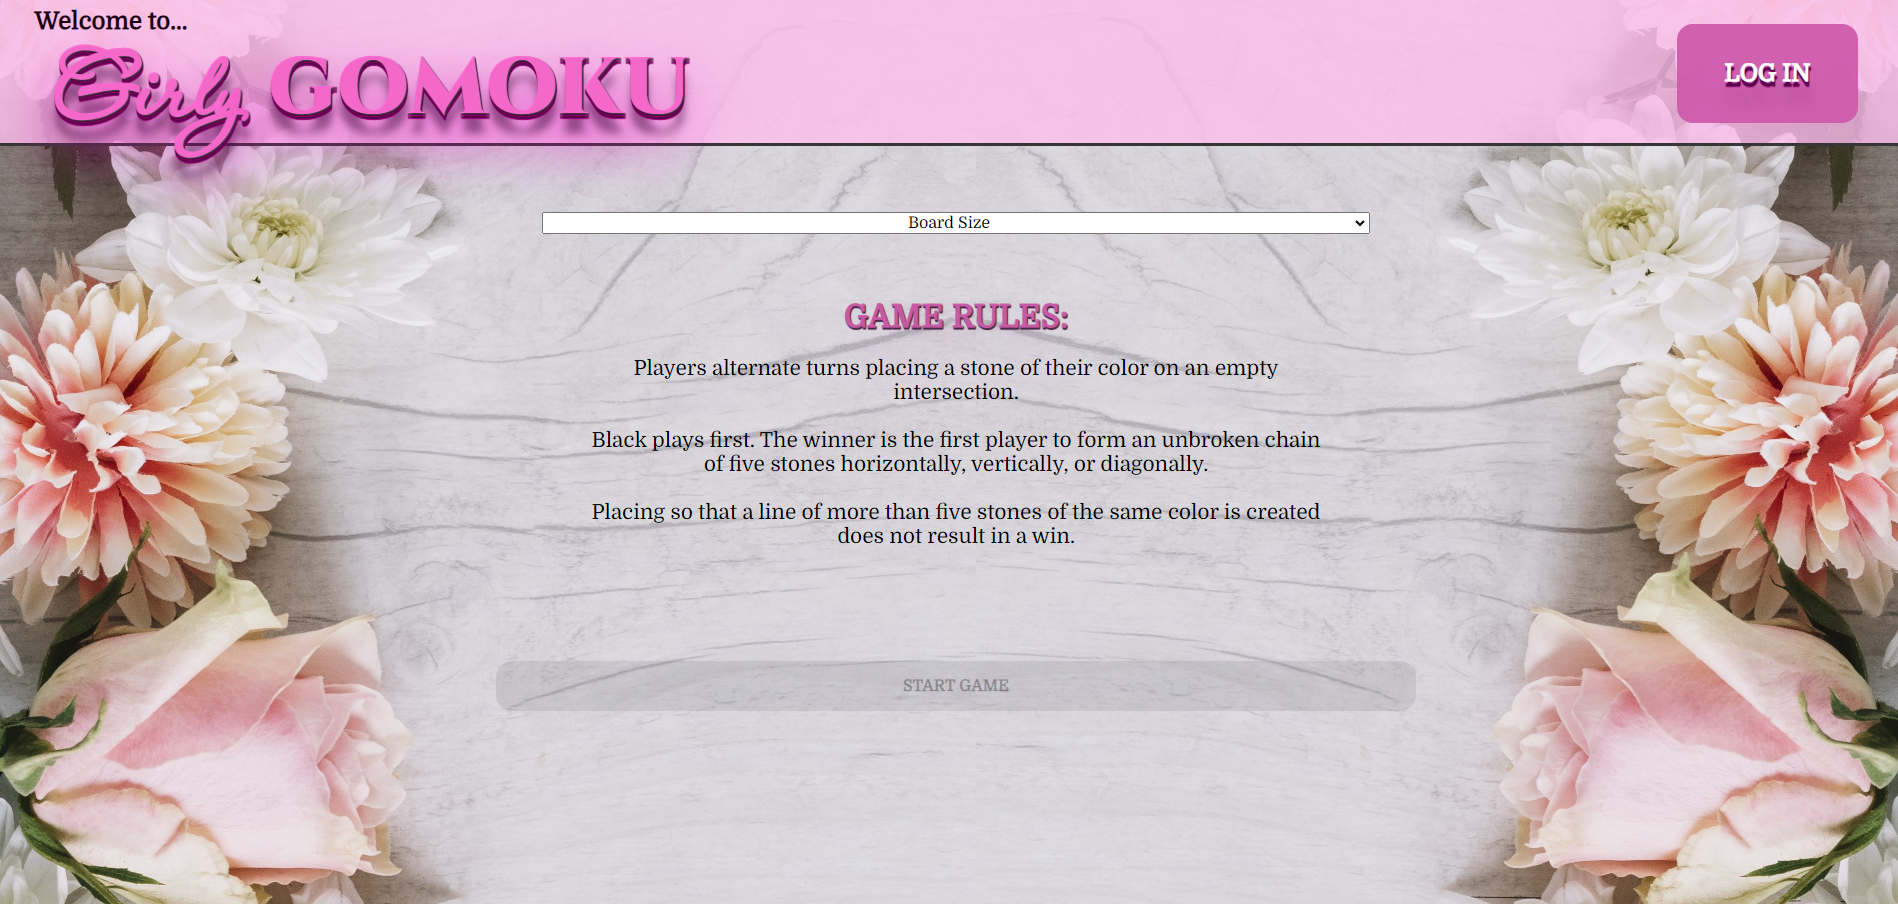 Welcome to...
Girly GOMOKU
LOG IN
Board Size
GAME RULES:
Players alternate turns placing a stone of their color on an empty
intersection.
Black plays first. The winner is the first player to form an unbroken chain
of five stones horizontally, vertically, or diagonally.
Placing so that a line of more than five stones of the same color is created
does not result in a win.
START GAME